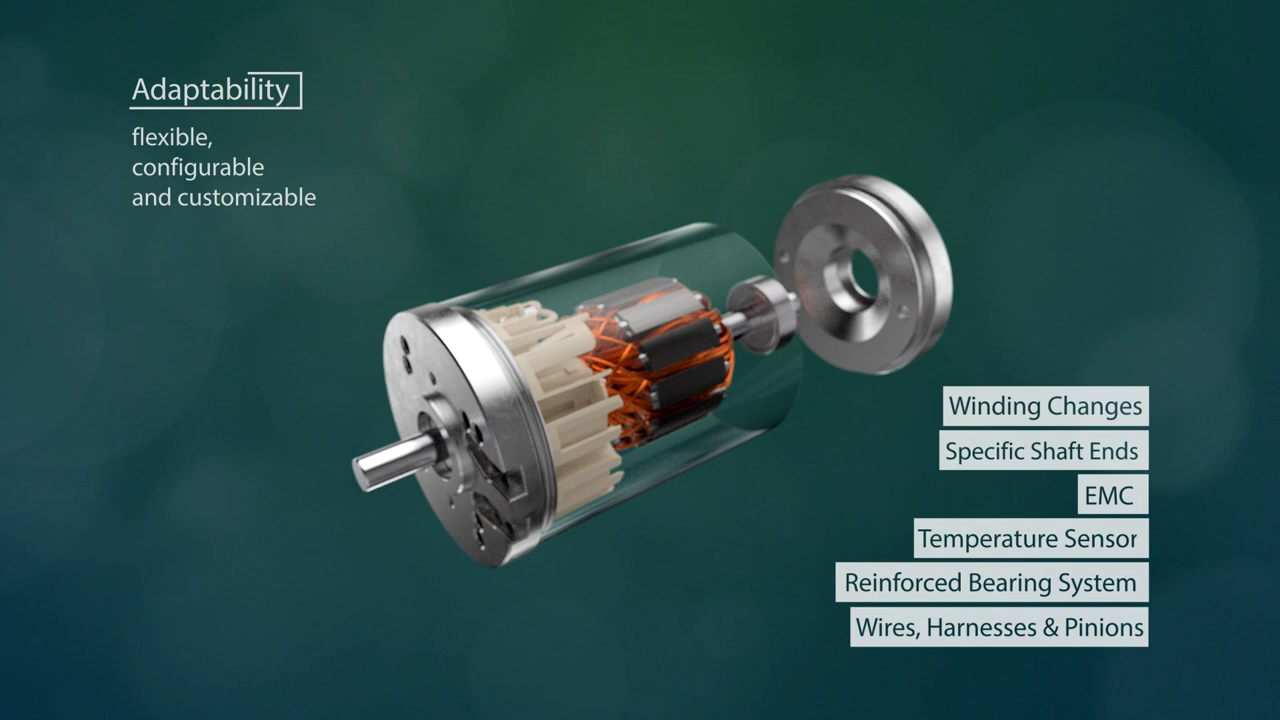 Adaptability
flexible,
configurable
and customizable
Winding Changes
Specific Shaft Ends
EMC
Temperature Sensor
Reinforced Bearing System
Wires, Harnesses & Pinions